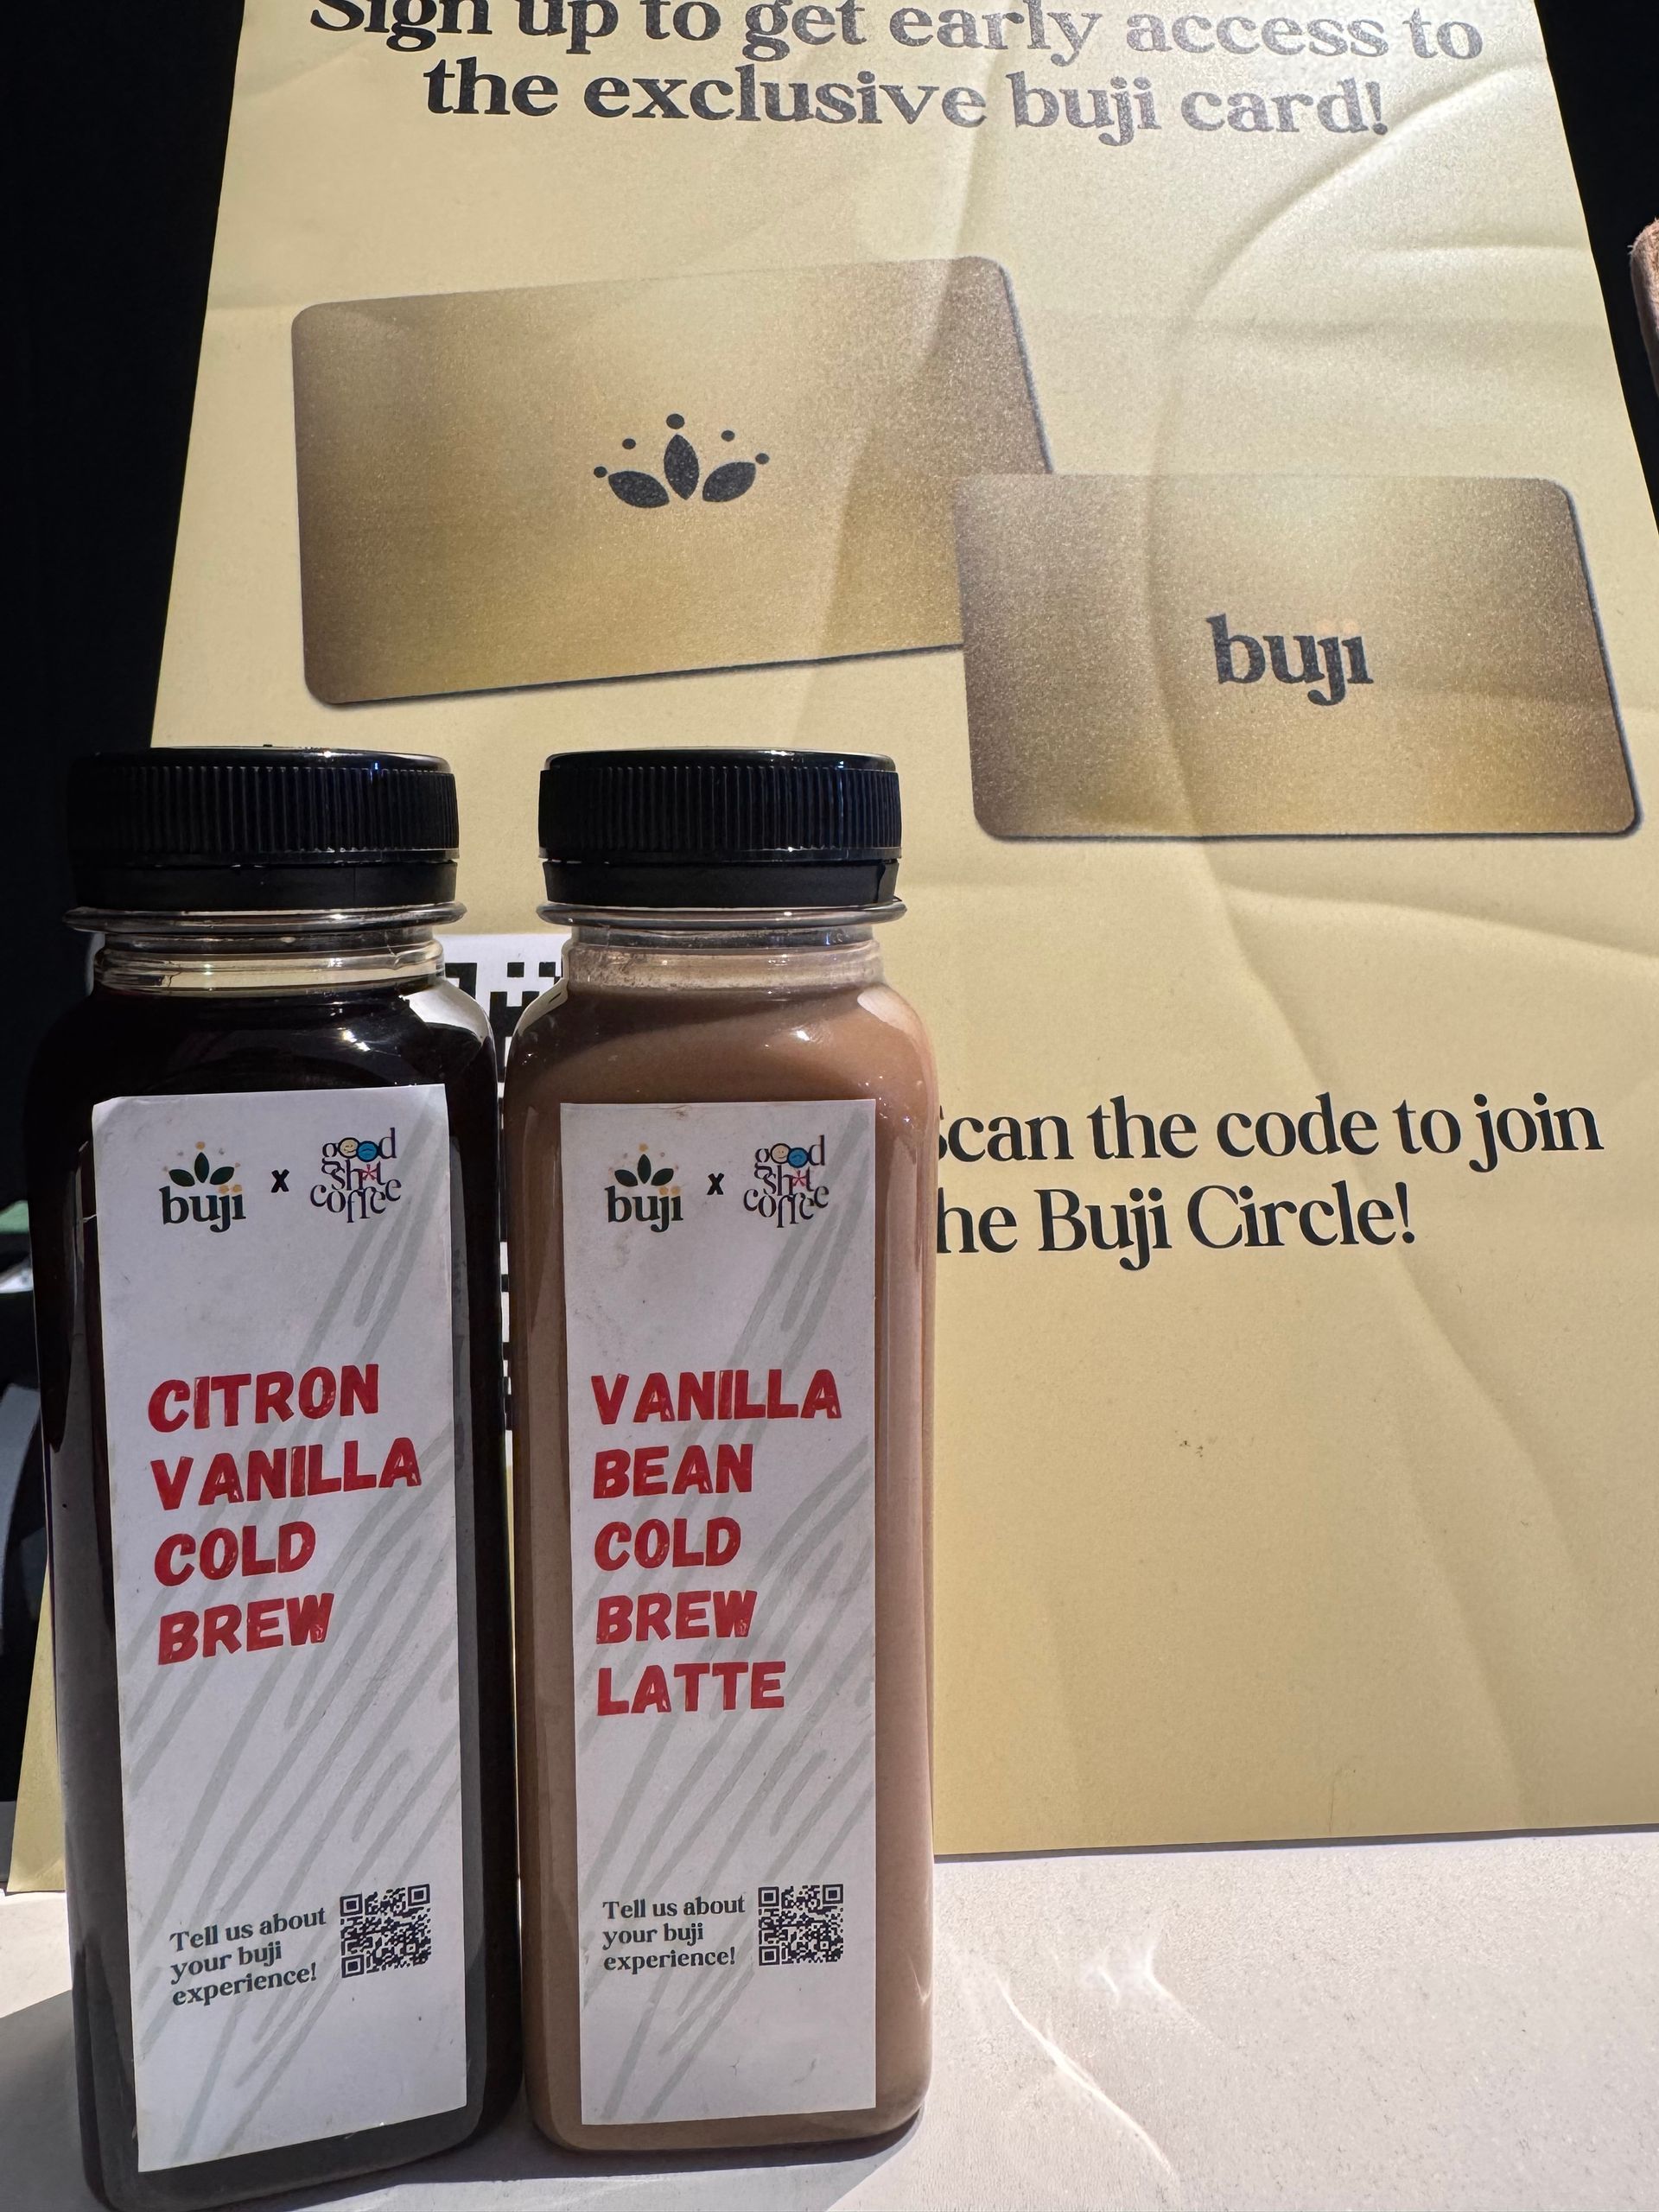 Sign up to get early access to
the exclusive buji card!
buji
Scan the code to join
the Buji Circle!
buji x good
sh*t
coffee
CITRON
VANILLA
COLD
BREW
Tell us about
your buji
experience!
buji x good
sh*t
coffee
VANILLA
BEAN
COLD
BREW
LATTE
Tell us about
your buji
experience!